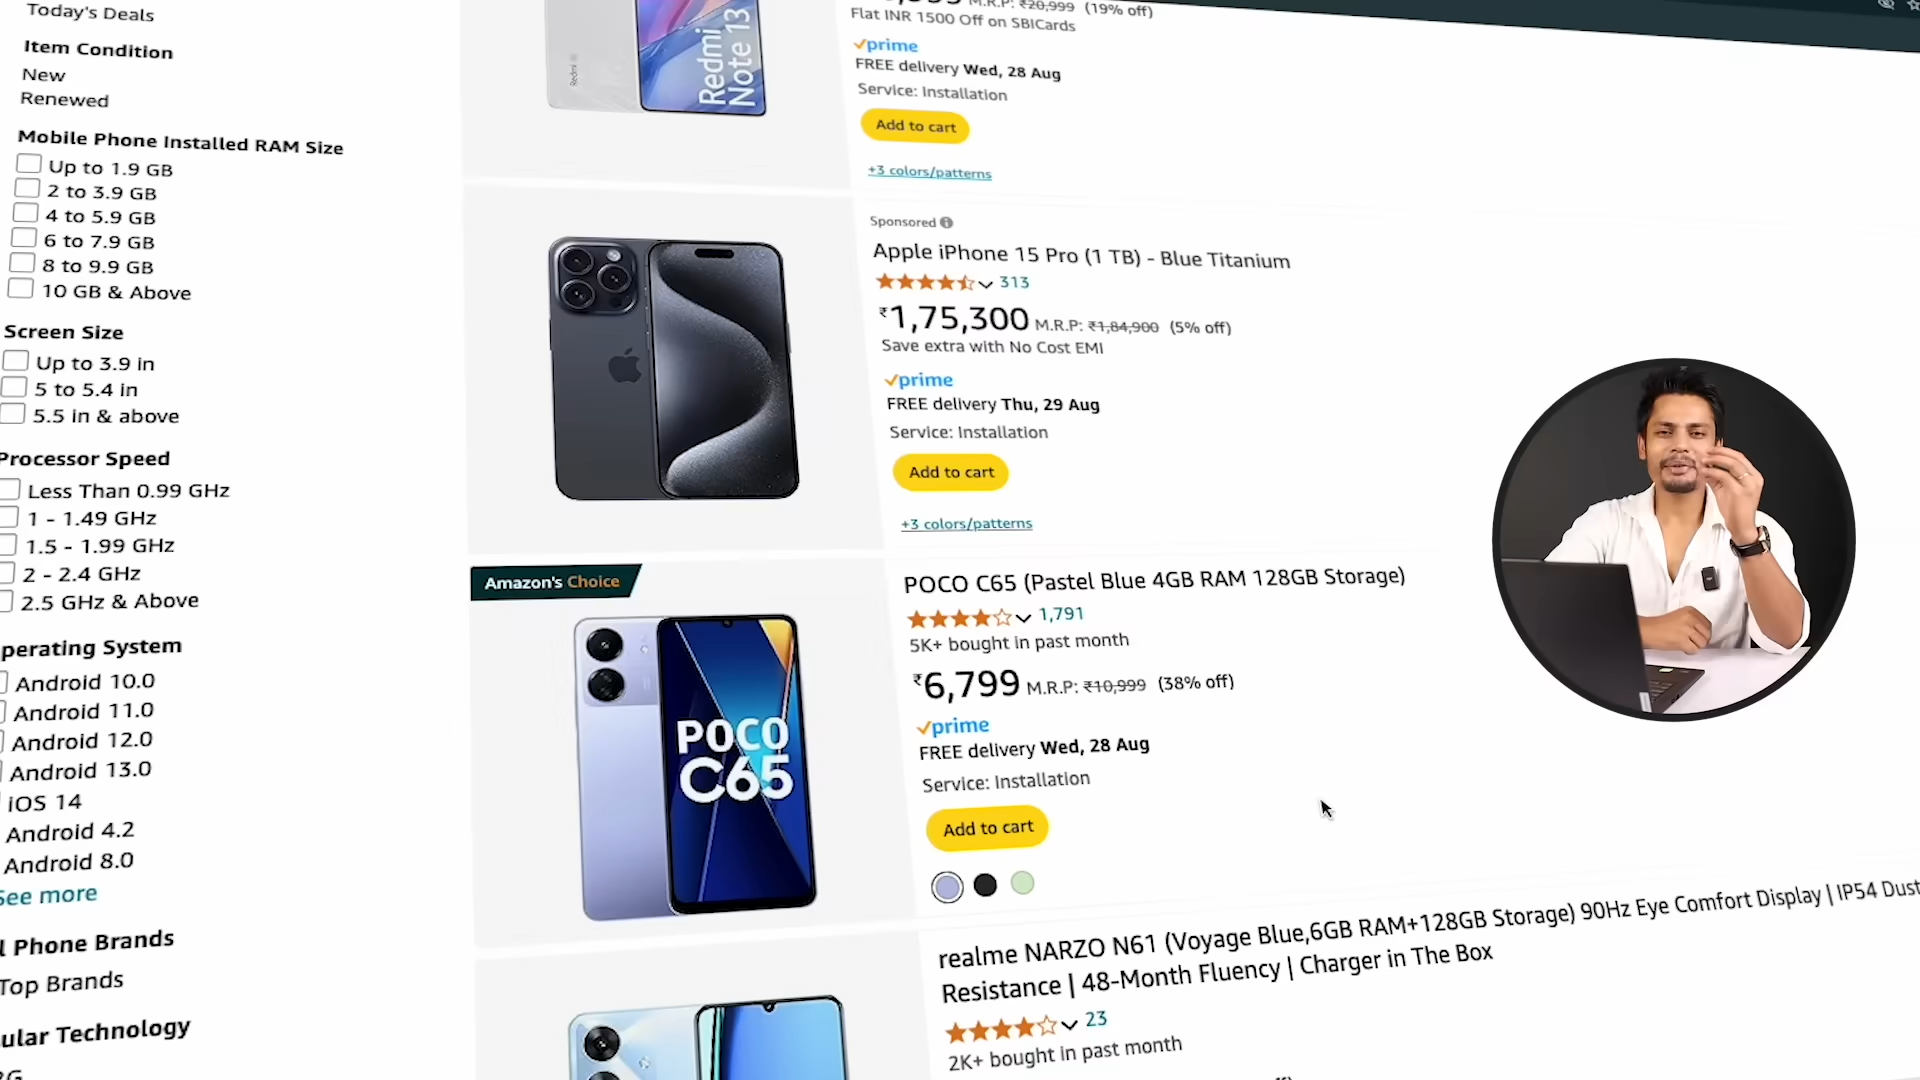 Today's Deals
Item Condition
New
Renewed
Mobile Phone Installed RAM Size
Up to 1.9 GB
2 to 3.9 GB
4 to 5.9 GB
6 to 7.9 GB
8 to 9.9 GB
10 GB & Above
Screen Size
Up to 3.9 in
5 to 5.4 in
5.5 in & above
Processor Speed
Less Than 0.99 GHz
1 - 1.49 GHz
1.5 - 1.99 GHz
2 - 2.4 GHz
2.5 GHz & Above
perating System
Android 10.0
Android 11.0
Android 12.0
Android 13.0
iOS 14
Android 4.2
Android 8.0
See more
l Phone Brands
Top Brands
ular Technology
Redmi
Redmi
Note 13
M.R.P: ₹20,999 (19% off)
Flat INR 1500 Off on SBICards
prime
FREE delivery Wed, 28 Aug
Service: Installation
Add to cart
+3 colors/patterns
Sponsored
Apple iPhone 15 Pro (1 TB) - Blue Titanium
313
₹1,75,300 M.R.P: ₹1,84,900 (5% off)
Save extra with No Cost EMI
prime
FREE delivery Thu, 29 Aug
Service: Installation
Add to cart
+3 colors/patterns
Amazon's Choice
POCO
C65
POCO C65 (Pastel Blue 4GB RAM 128GB Storage)
1,791
5K+ bought in past month
₹6,799 M.R.P: ₹10,999 (38% off)
prime
FREE delivery Wed, 28 Aug
Service: Installation
Add to cart
realme NARZO N61 (Voyage Blue,6GB RAM+128GB Storage) 90Hz Eye Comfort Display | IP54 Dust
Resistance | 48-Month Fluency | Charger in The Box
23
2K+ bought in past month